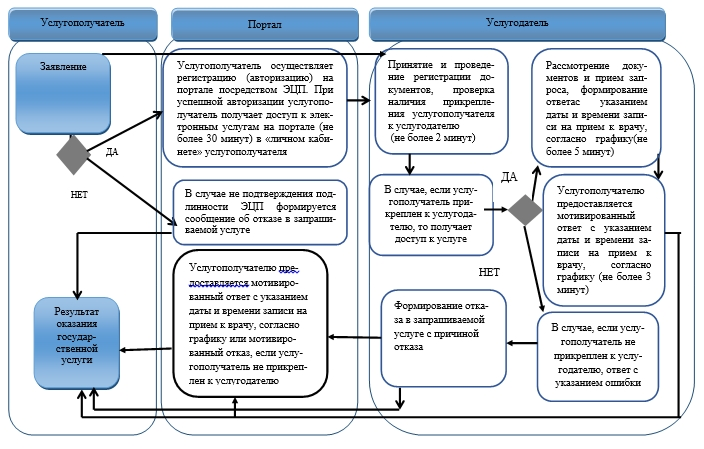 Услугополучатель
Портал
Услугодатель
Заявление
ДА
НЕТ
Результат
оказания
государст-
венной
услуги
Услугополучатель осуществляет
регистрацию (авторизацию) на
портале посредством ЭЦП. При
успешной авторизации услугопо-
лучатель получает доступ к элек-
тронным услугам на портале (не
более 30 минут) в «личном каби-
нете» услугополучателя
В случае не подтверждения под-
линности ЭЦП формируется
сообщение об отказе в запраши-
ваемой услуге
Услугополучателю пре-
доставляется мотивиро-
ванный ответ с указанием
даты и времени записи на
прием к врачу, согласно
графику или мотивиро-
ванный отказ, если услу-
гополучатель не прикреп-
лен к услугодателю
Принятие и проведе-
ние регистрации до-
кументов, проверка
наличия прикрепления
услугополучателя
к услугодателю
(не более 2 минут)
В случае, если услу-
гополучатель при-
креплен к услугода-
телю, то получает
доступ к услуге
ДА
НЕТ
Формирование отка-
за в запрашиваемой
услуге с причиной
отказа
Рассмотрение доку-
ментов и прием зап-
роса, формирование
ответас указанием
даты и времени запи-
си на прием к врачу,
согласно графику(не
более 5 минут)
Услугополучателю
предоставляется
мотивированный
ответ с указанием
даты и времени за-
писи на прием к
врачу, согласно
графику (не более 3
минут)
В случае, если услу-
гополучатель не
прикреплен к услу-
годателю, ответ с
указанием ошибки